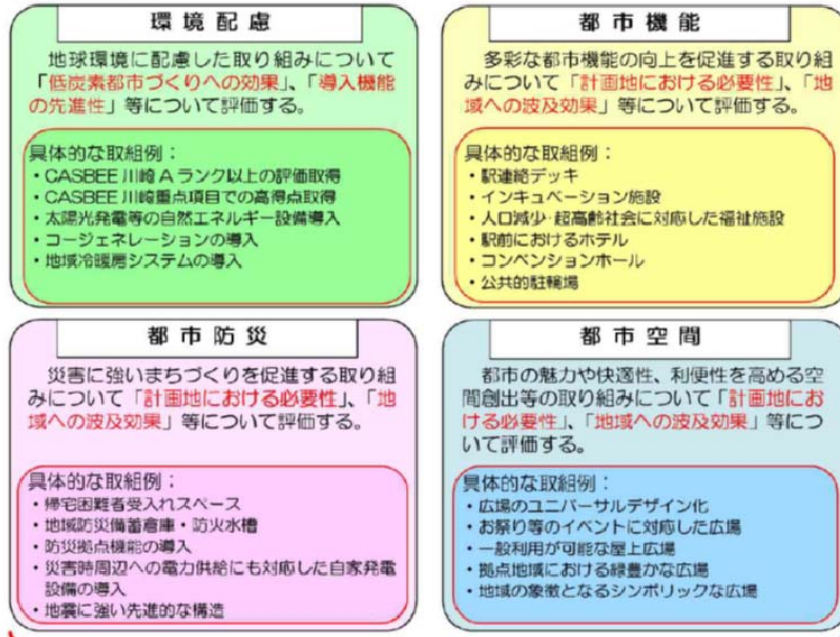 環境配慮
地球環境に配慮した取り組みについて
「低炭素都市づくりへの効果」、「導入機能
の先進性」等について評価する。
具体的な取組例：
・CASBEE 川崎 A ランク以上の評価取得
・CASBEE 川崎重点項目での高得点取得
・太陽光発電等の自然エネルギー設備導入
・コージェネレーションの導入
・地域冷暖房システムの導入
都市機能
多彩な都市機能の向上を促進する取り組
みについて「計画地における必要性」、「地
域への波及効果」等について評価する。
具体的な取組例：
・駅連絡デッキ
・インキュベーション施設
・人口減少・超高齢社会に対応した福祉施設
・駅前におけるホテル
・コンベンションホール
・公共的駐輪場
都市防災
災害に強いまちづくりを促進する取り組
みについて「計画地における必要性」、「地
域への波及効果」等について評価する。
具体的な取組例：
・帰宅困難者受入れスペース
・地域防災備蓄倉庫・防火水槽
・防災拠点機能の導入
・災害時周辺への電力供給にも対応した自家発電
設備の導入
・地震に強い先進的な構造
都市空間
都市の魅力や快適性、利便性を高める空
間創出等の取り組みについて「計画地にお
ける必要性」、「地域への波及効果」等につ
いて評価する。
具体的な取組例：
・広場のユニバーサルデザイン化
・お祭り等のイベントに対応した広場
・一般利用が可能な屋上広場
・拠点地域における緑豊かな広場
・地域の象徴となるシンボリックな広場